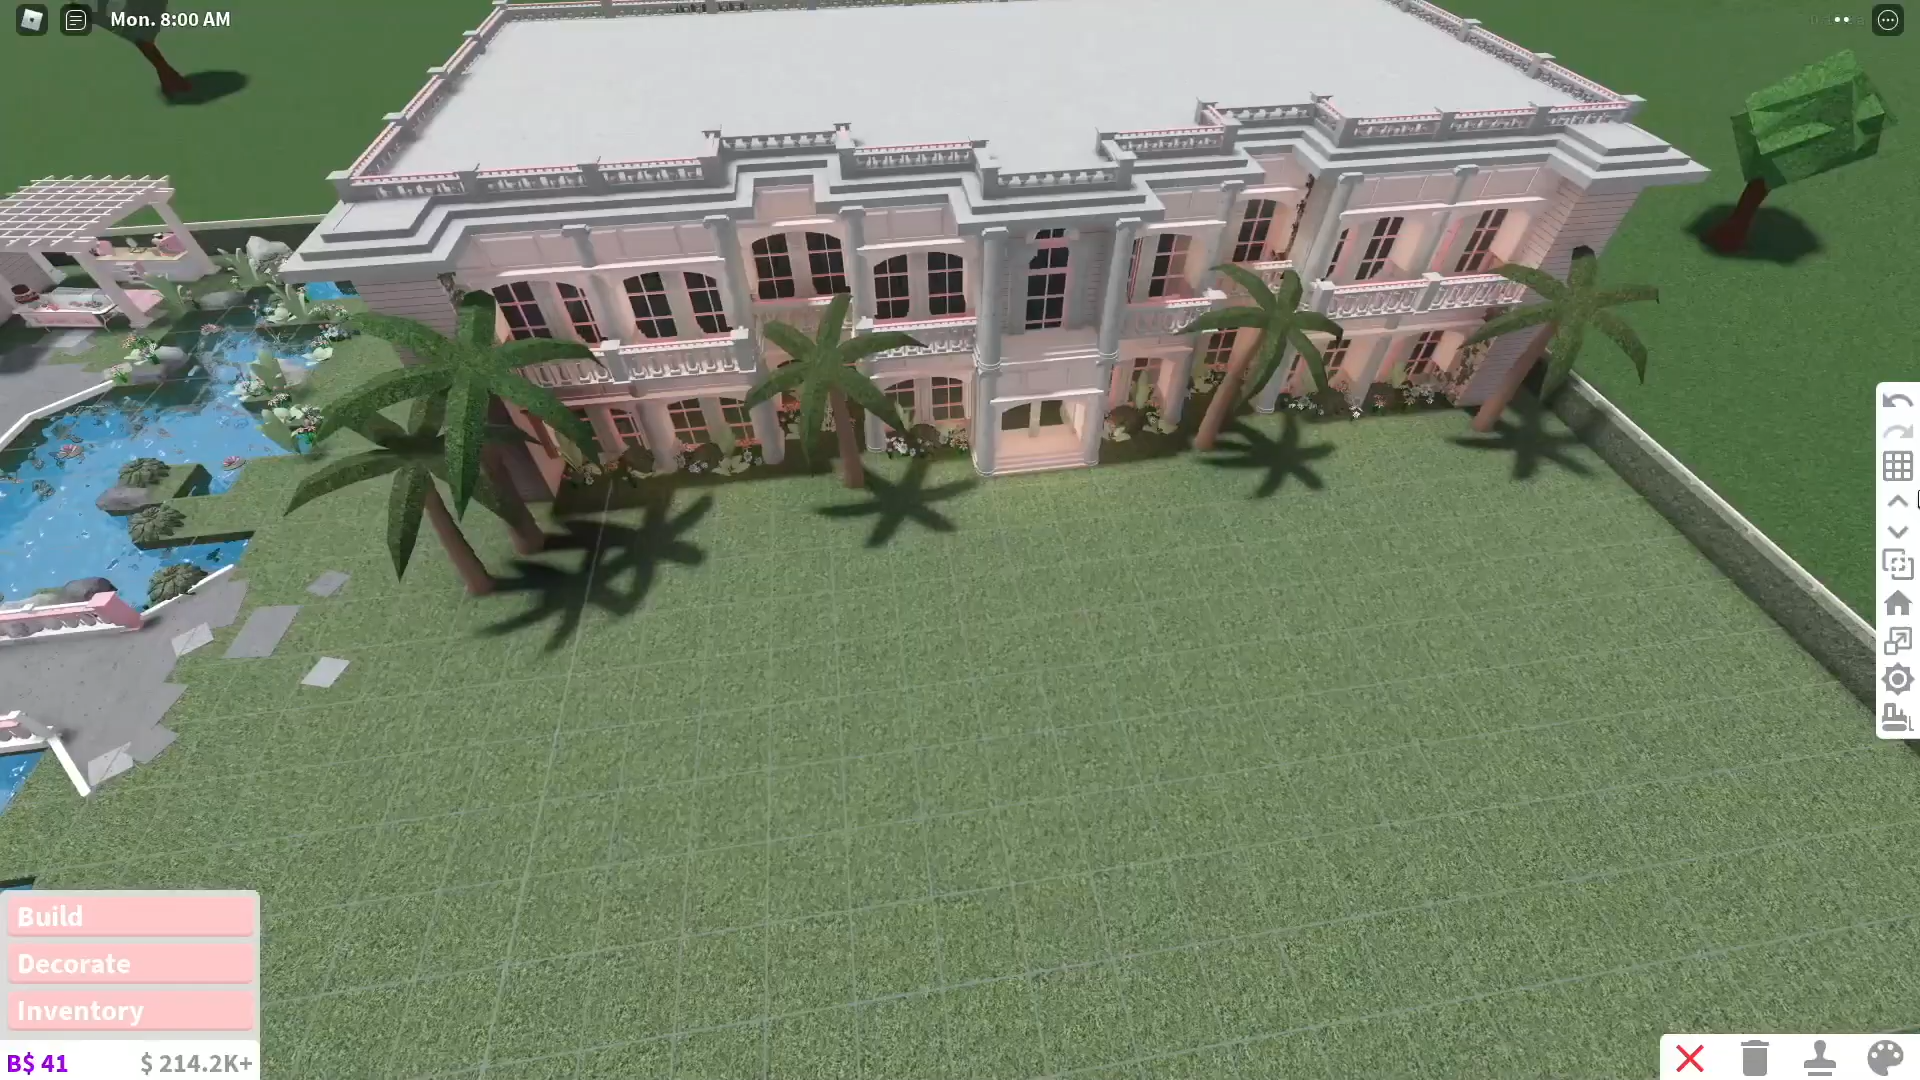 Mon. 8:00 AM
Build
Decorate
Inventory
B$ 41
$ 214.2K+